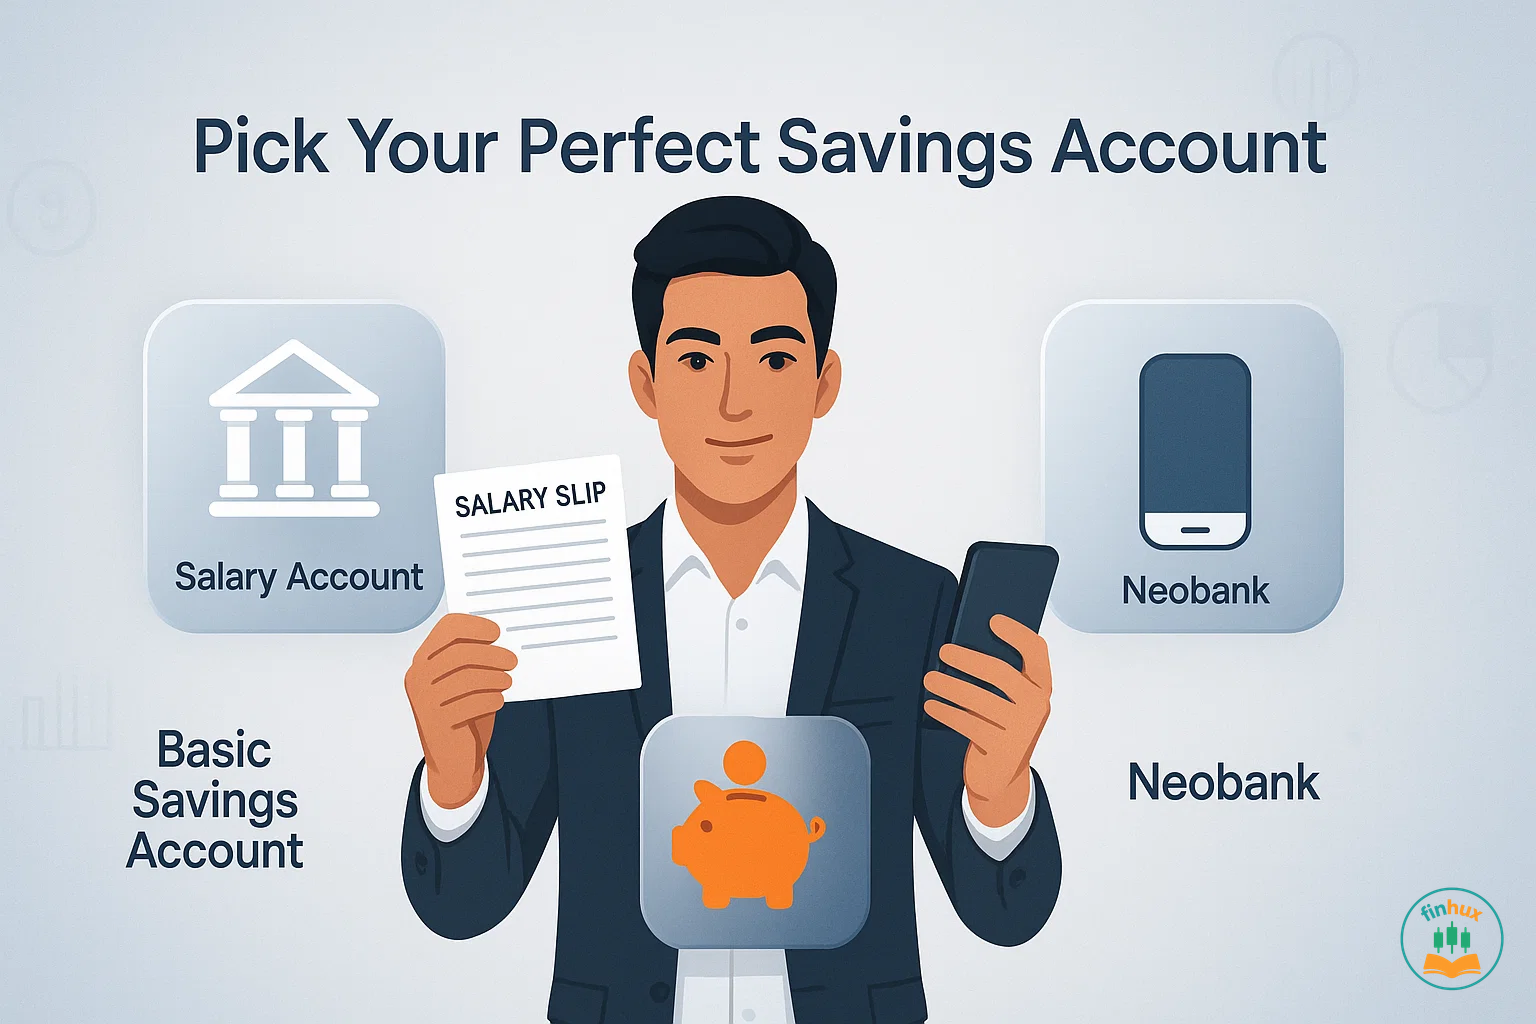 Pick Your Perfect Savings Account
SALARY SLIP
Salary Account
Neobank
Basic
Savings
Account
Neobank
finhux